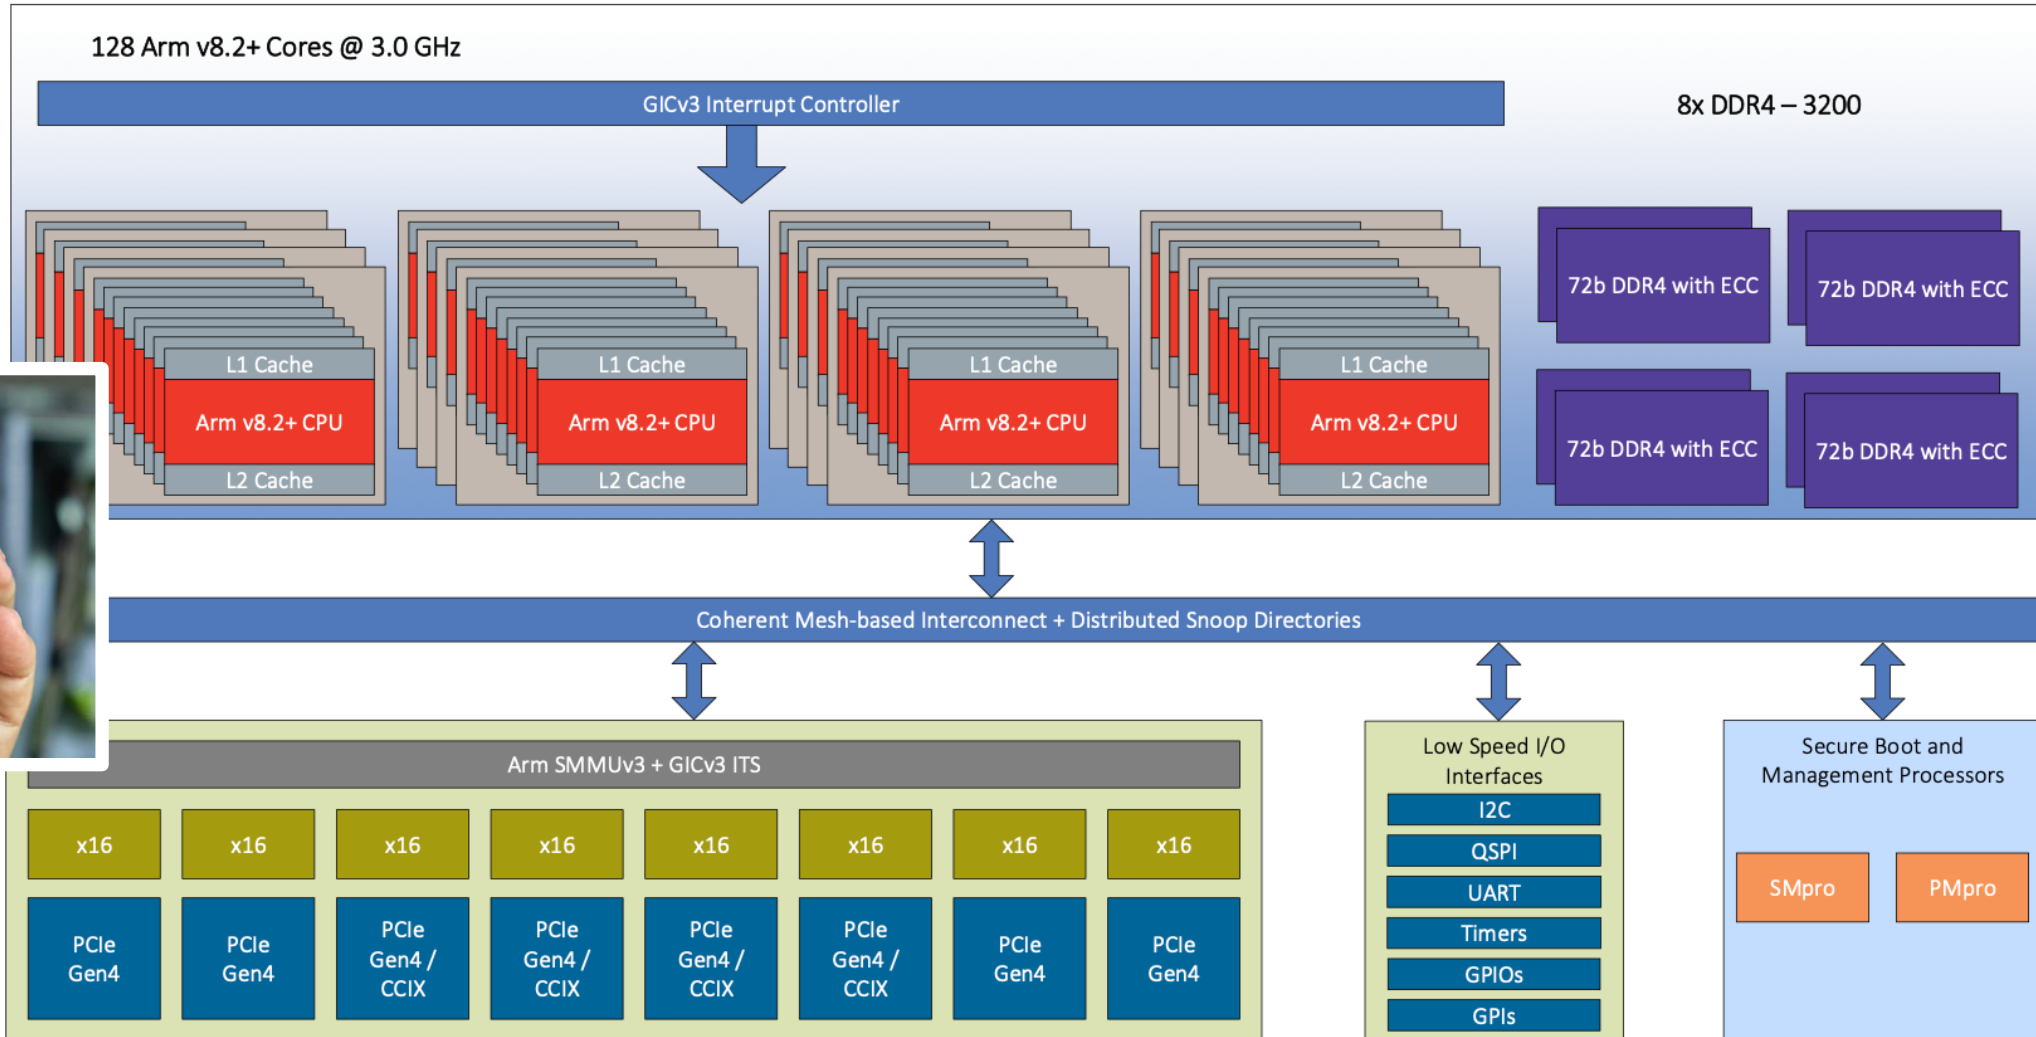 128 Arm v8.2+ Cores @ 3.0 GHz
GICv3 Interrupt Controller
8x DDR4 – 3200
72b DDR4 with ECC
72b DDR4 with ECC
L1 Cache
Arm v8.2+ CPU
L2 Cache
L1 Cache
Arm v8.2+ CPU
L2 Cache
L1 Cache
Arm v8.2+ CPU
L2 Cache
L1 Cache
Arm v8.2+ CPU
L2 Cache
72b DDR4 with ECC
72b DDR4 with ECC
Coherent Mesh-based Interconnect + Distributed Snoop Directories
Arm SMMUv3 + GICv3 ITS
x16
x16
x16
x16
x16
x16
x16
x16
PCIe
Gen4
PCIe
Gen4
PCIe
Gen4 /
CCIX
PCIe
Gen4 /
CCIX
PCIe
Gen4 /
CCIX
PCIe
Gen4 /
CCIX
PCIe
Gen4
PCIe
Gen4
Low Speed I/O
Interfaces
I2C
QSPI
UART
Timers
GPIOs
GPIs
Secure Boot and
Management Processors
SMpro
PMpro